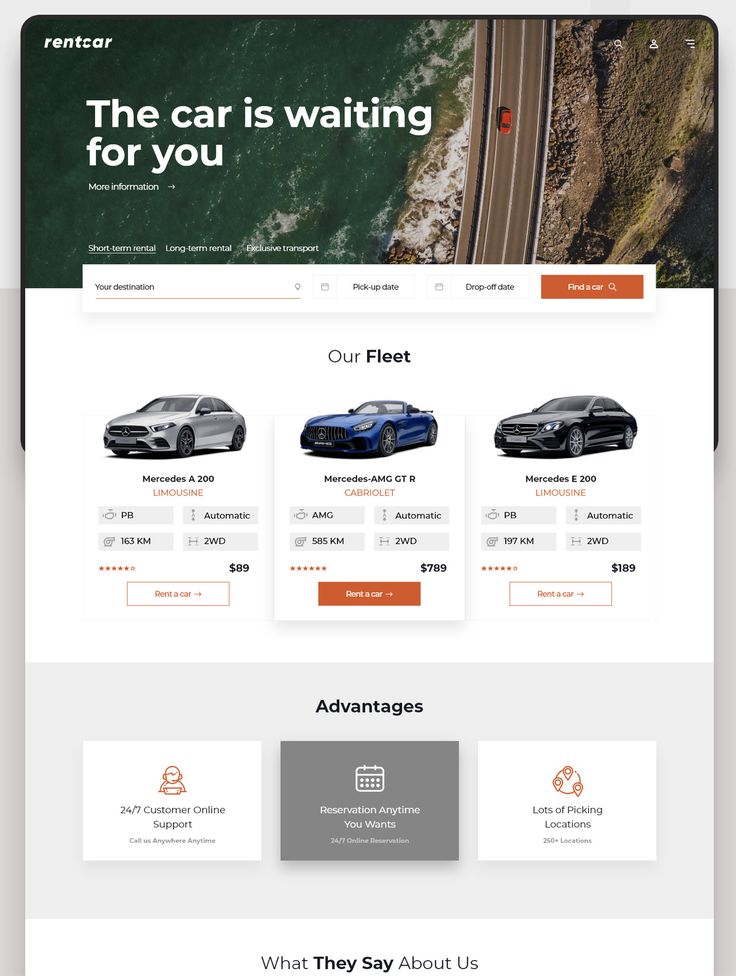 rentcar
The car is waiting
for you
More information →
Short-term rental Long-term rental Exclusive transport
Your destination Pick-up date Drop-off date Find a car
Our Fleet
Mercedes A 200
LIMOUSINE
PB Automatic
163 KM 2WD
★★★★★☆ $89
Rent a car →
Mercedes-AMG GT R
CABRIOLET
AMG Automatic
585 KM 2WD
★★★★★★ $789
Rent a car →
Mercedes E 200
LIMOUSINE
PB Automatic
197 KM 2WD
★★★★★☆ $189
Rent a car →
Advantages
24/7 Customer Online
Support
Call us Anywhere Anytime
Reservation Anytime
You Wants
24/7 Online Reservation
Lots of Picking
Locations
250+ Locations
What They Say About Us